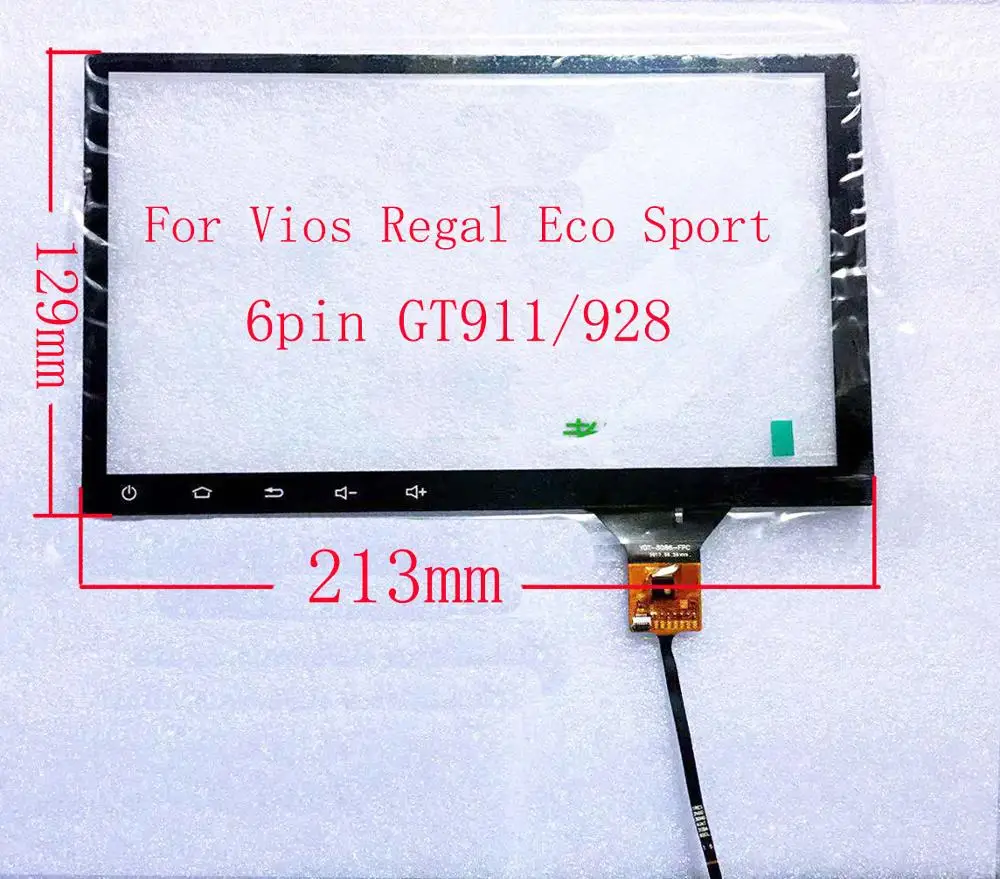 For Vios Regal Eco Sport
6pin GT911/928
129mm
213mm